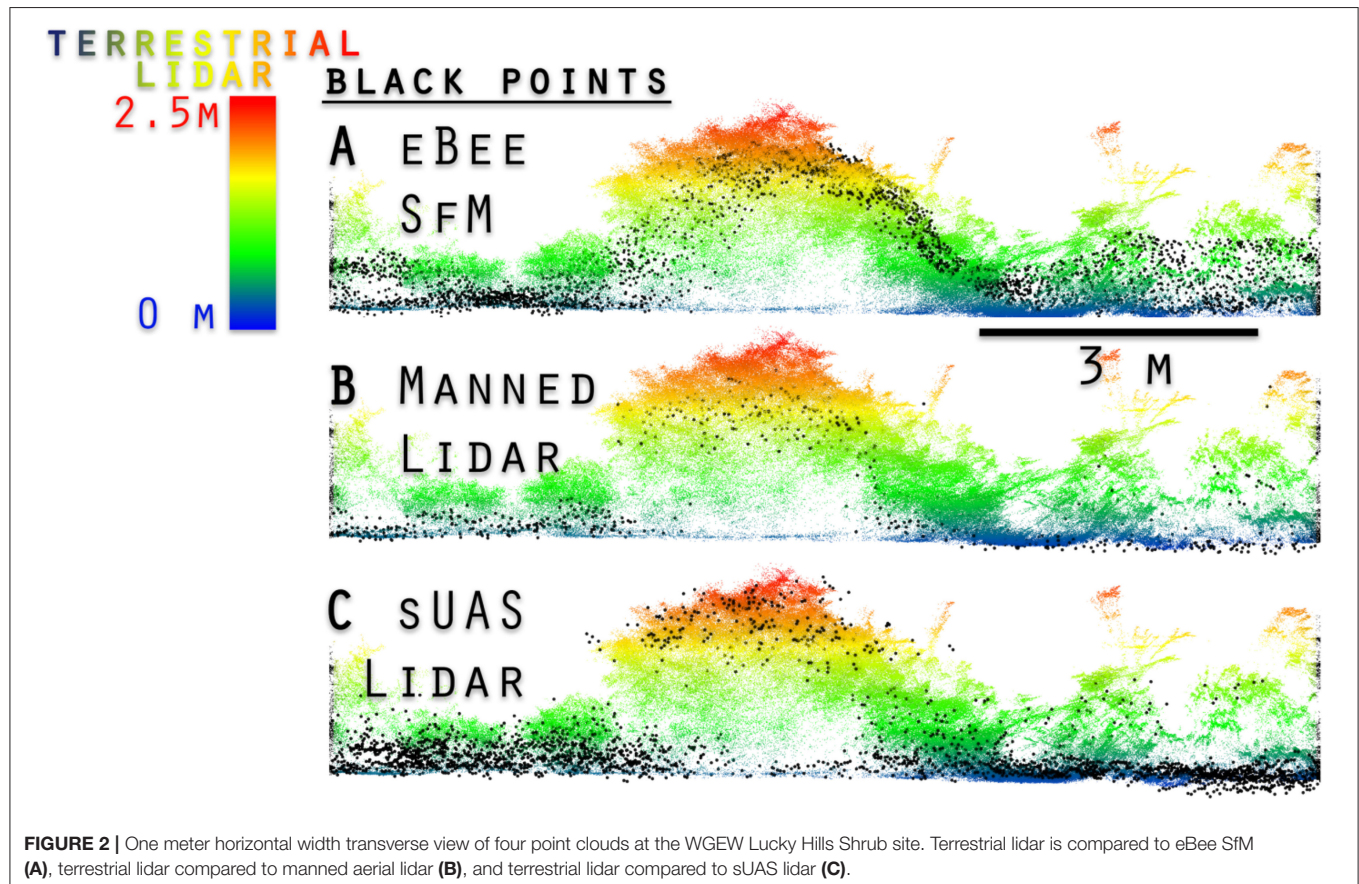 TERRESTRIAL
LIDAR
2.5M
0 M
BLACK POINTS
A EBEE
SFM
3 M
B MANNED
LIDAR
C SUAS
LIDAR
FIGURE 2 | One meter horizontal width transverse view of four point clouds at the WGEW Lucky Hills Shrub site. Terrestrial lidar is compared to eBee SfM
(A), terrestrial lidar compared to manned aerial lidar (B), and terrestrial lidar compared to sUAS lidar (C).